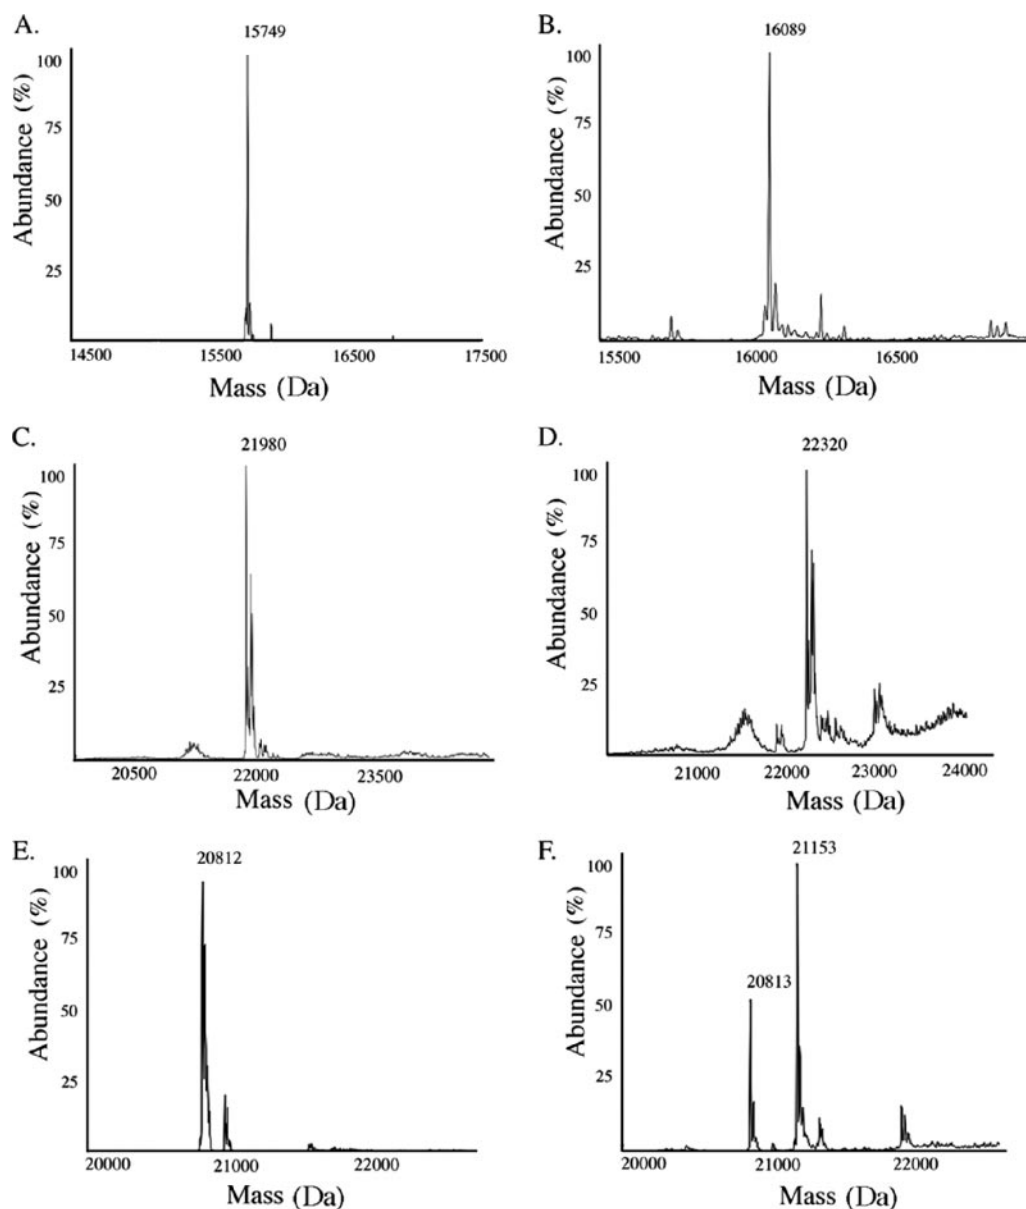 A.
15749
Abundance (%)
100
75
50
25
14500 15500 16500 17500
Mass (Da)
B.
16089
Abundance (%)
100
75
50
25
15500 16000 16500
Mass (Da)
C.
21980
Abundance (%)
100
75
50
25
20500 22000 23500
Mass (Da)
D.
22320
Abundance (%)
100
75
50
25
21000 22000 23000 24000
Mass (Da)
E.
20812
Abundance (%)
100
75
50
25
20000 21000 22000
Mass (Da)
F.
21153
20813
Abundance (%)
100
75
50
25
20000 21000 22000
Mass (Da)